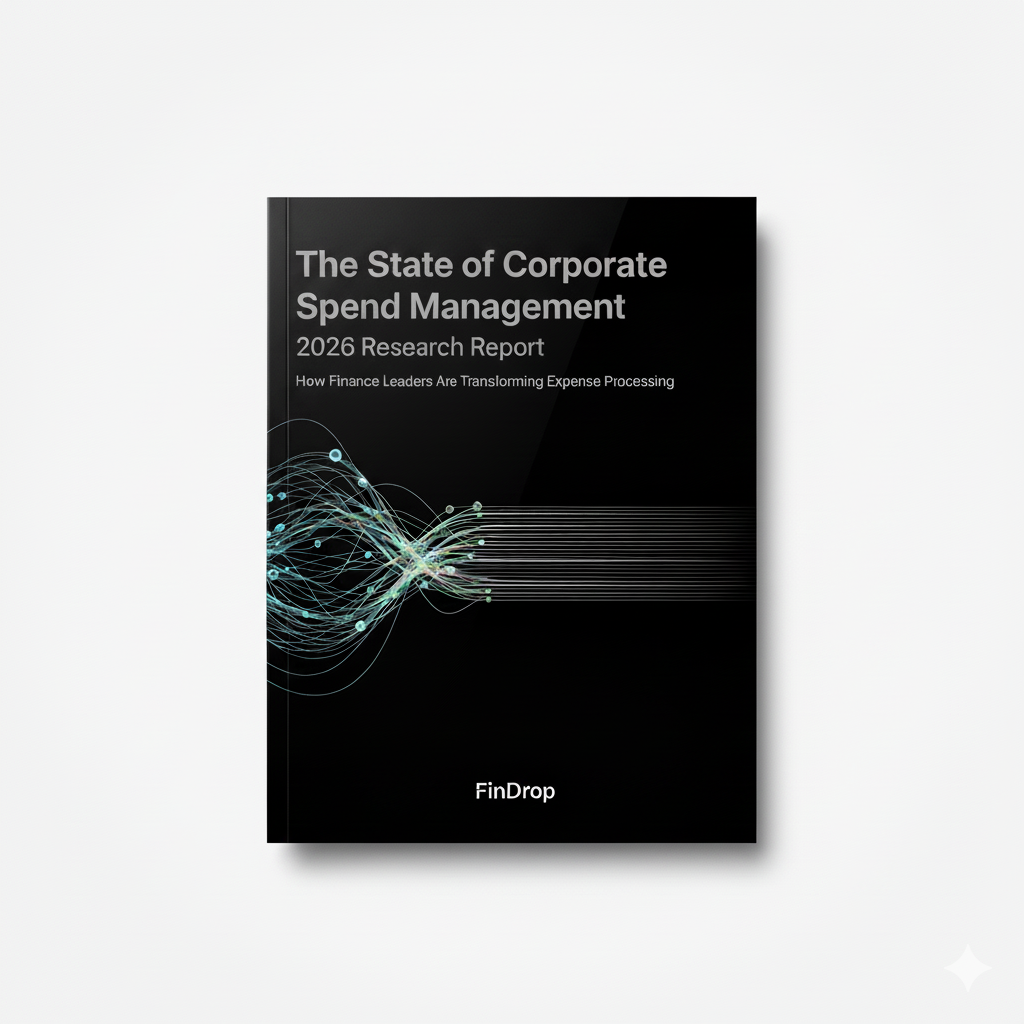 The State of Corporate
Spend Management
2026 Research Report
How Finance Leaders Are Transforming Expense Processing
FinDrop